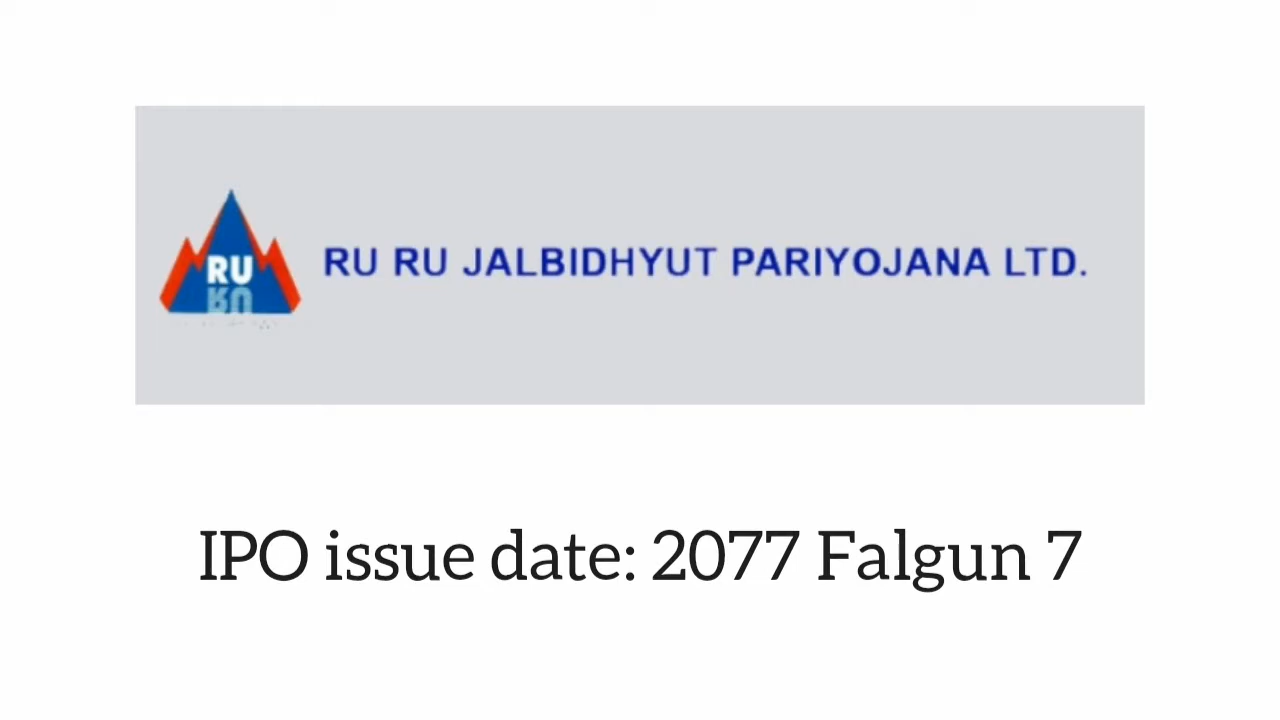 RU
RU RU JALBIDHYUT PARIYOJANA LTD.
IPO issue date: 2077 Falgun 7